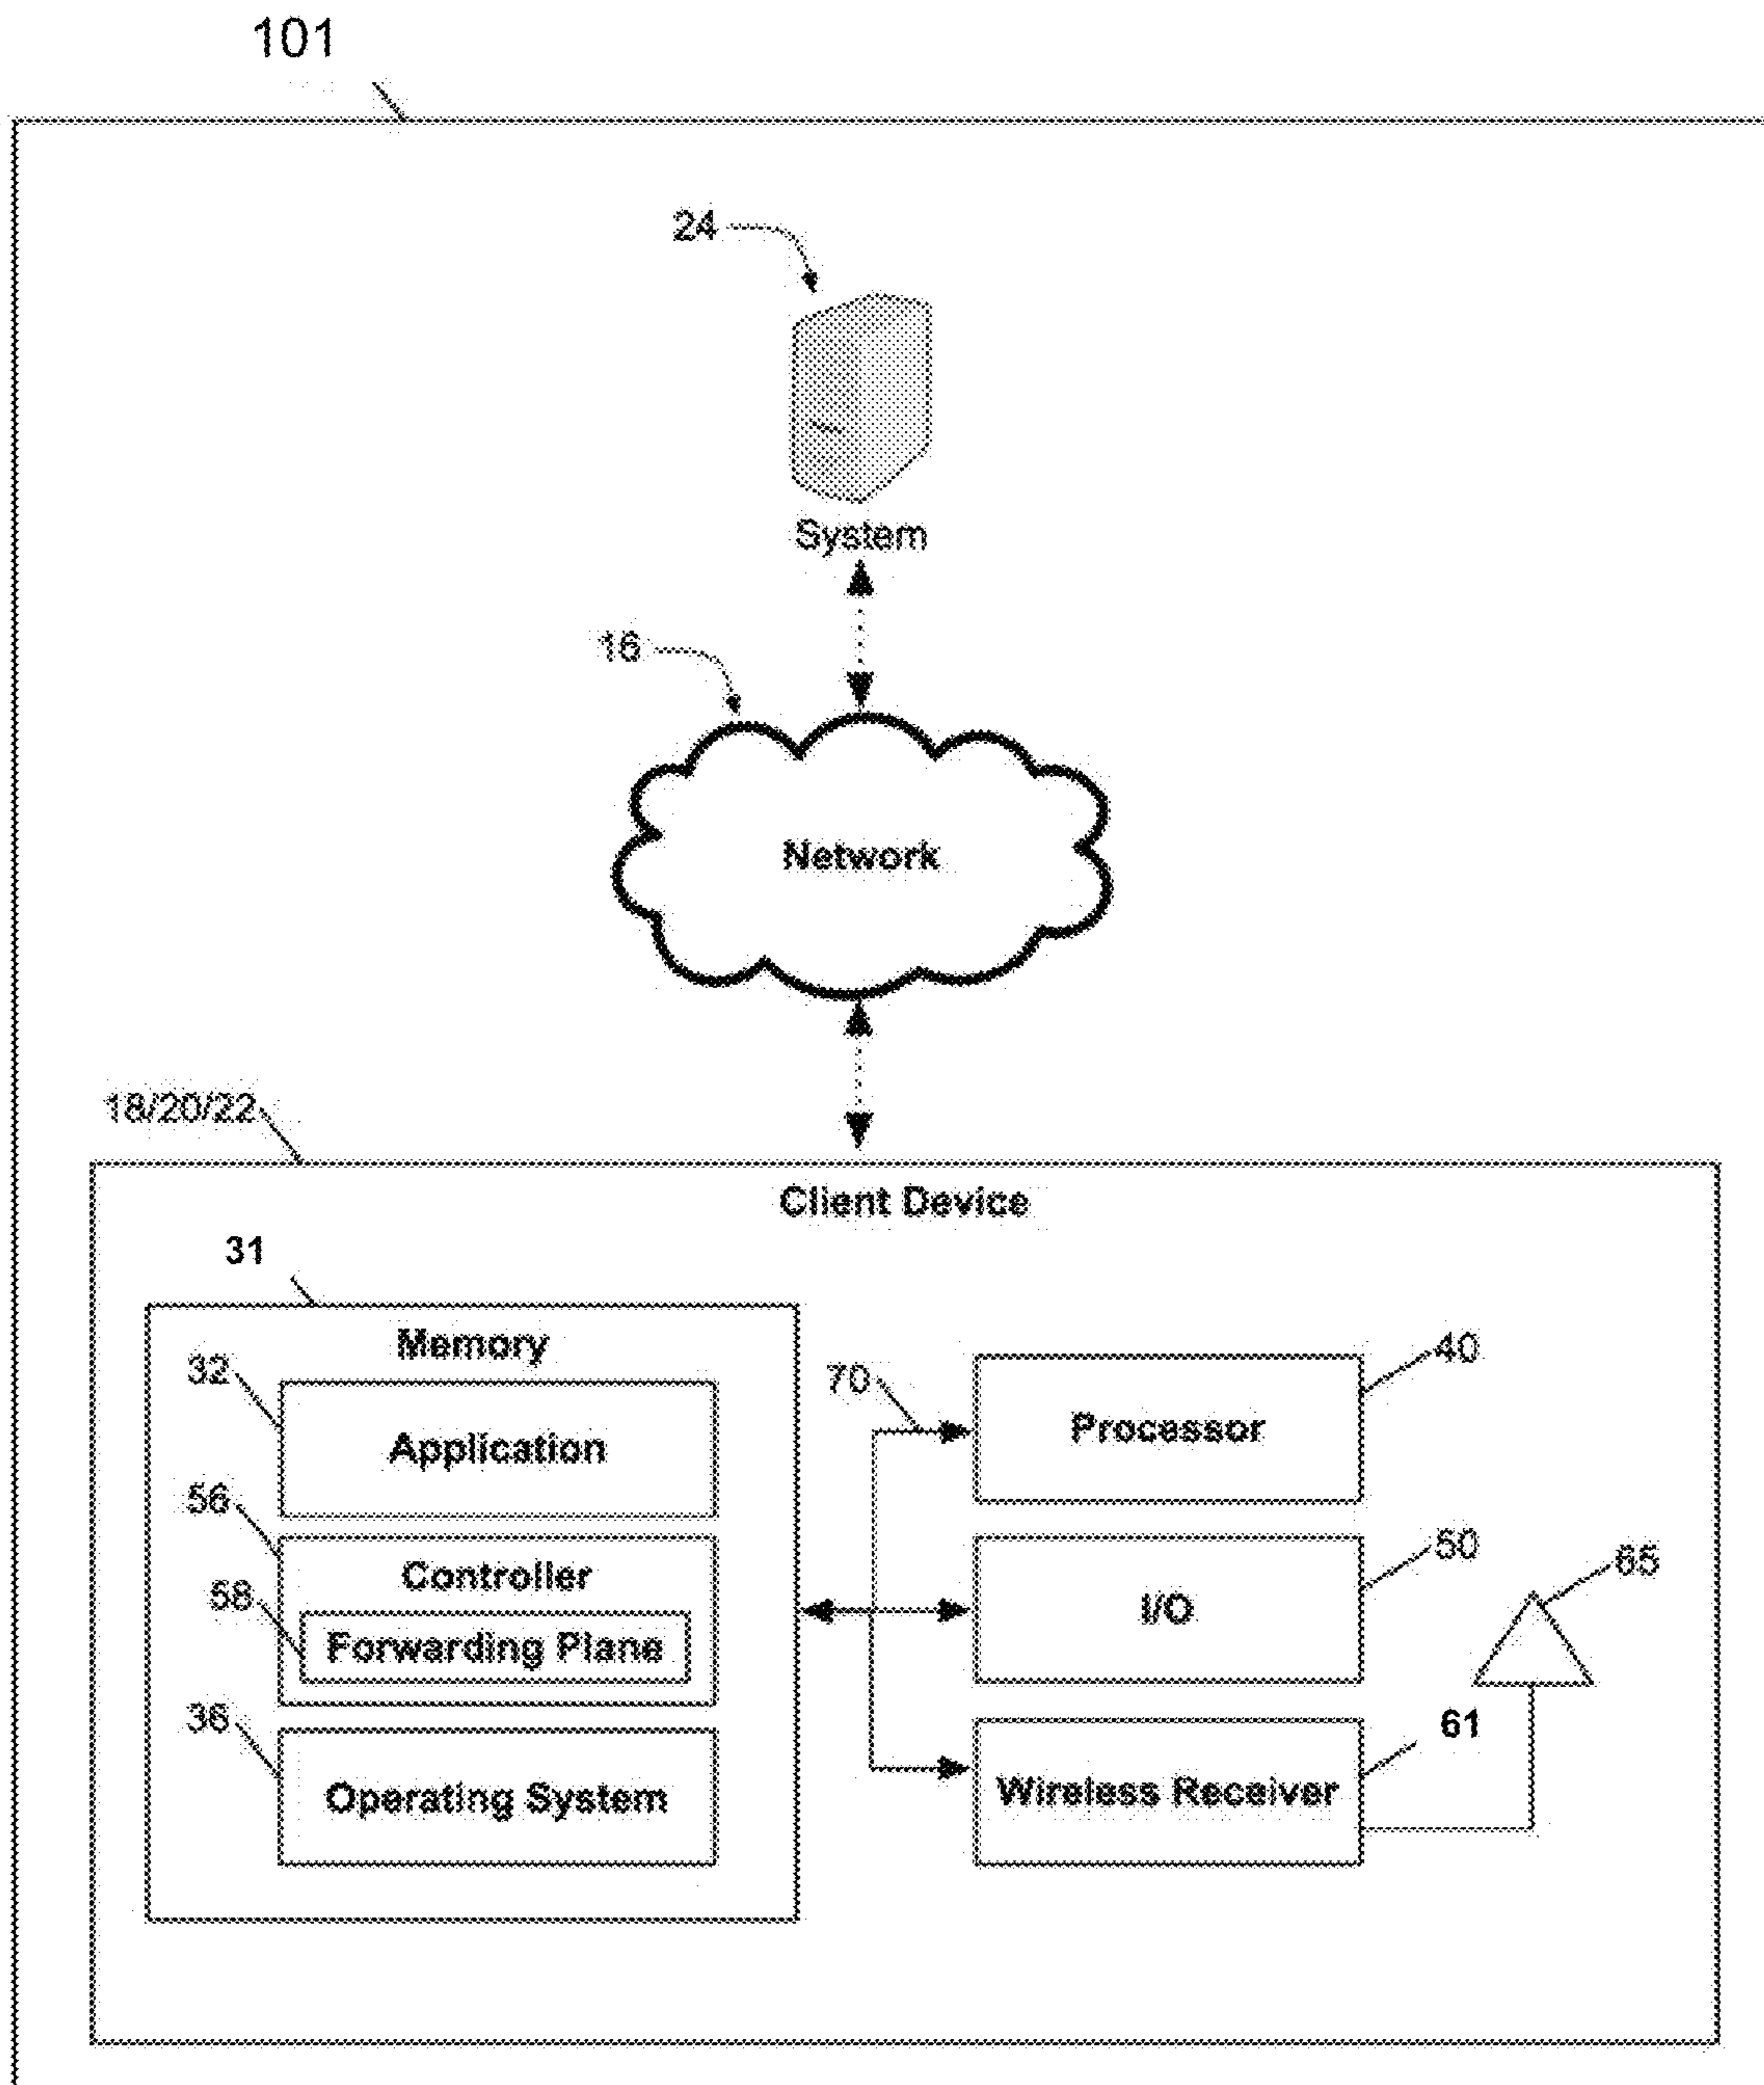 101
24
System
16
Network
18/20/22
Client Device
31
Memory
32
Application
70
Processor
40
56
Controller
58
Forwarding Plane
I/O
50
65
36
Operating System
Wireless Receiver
61